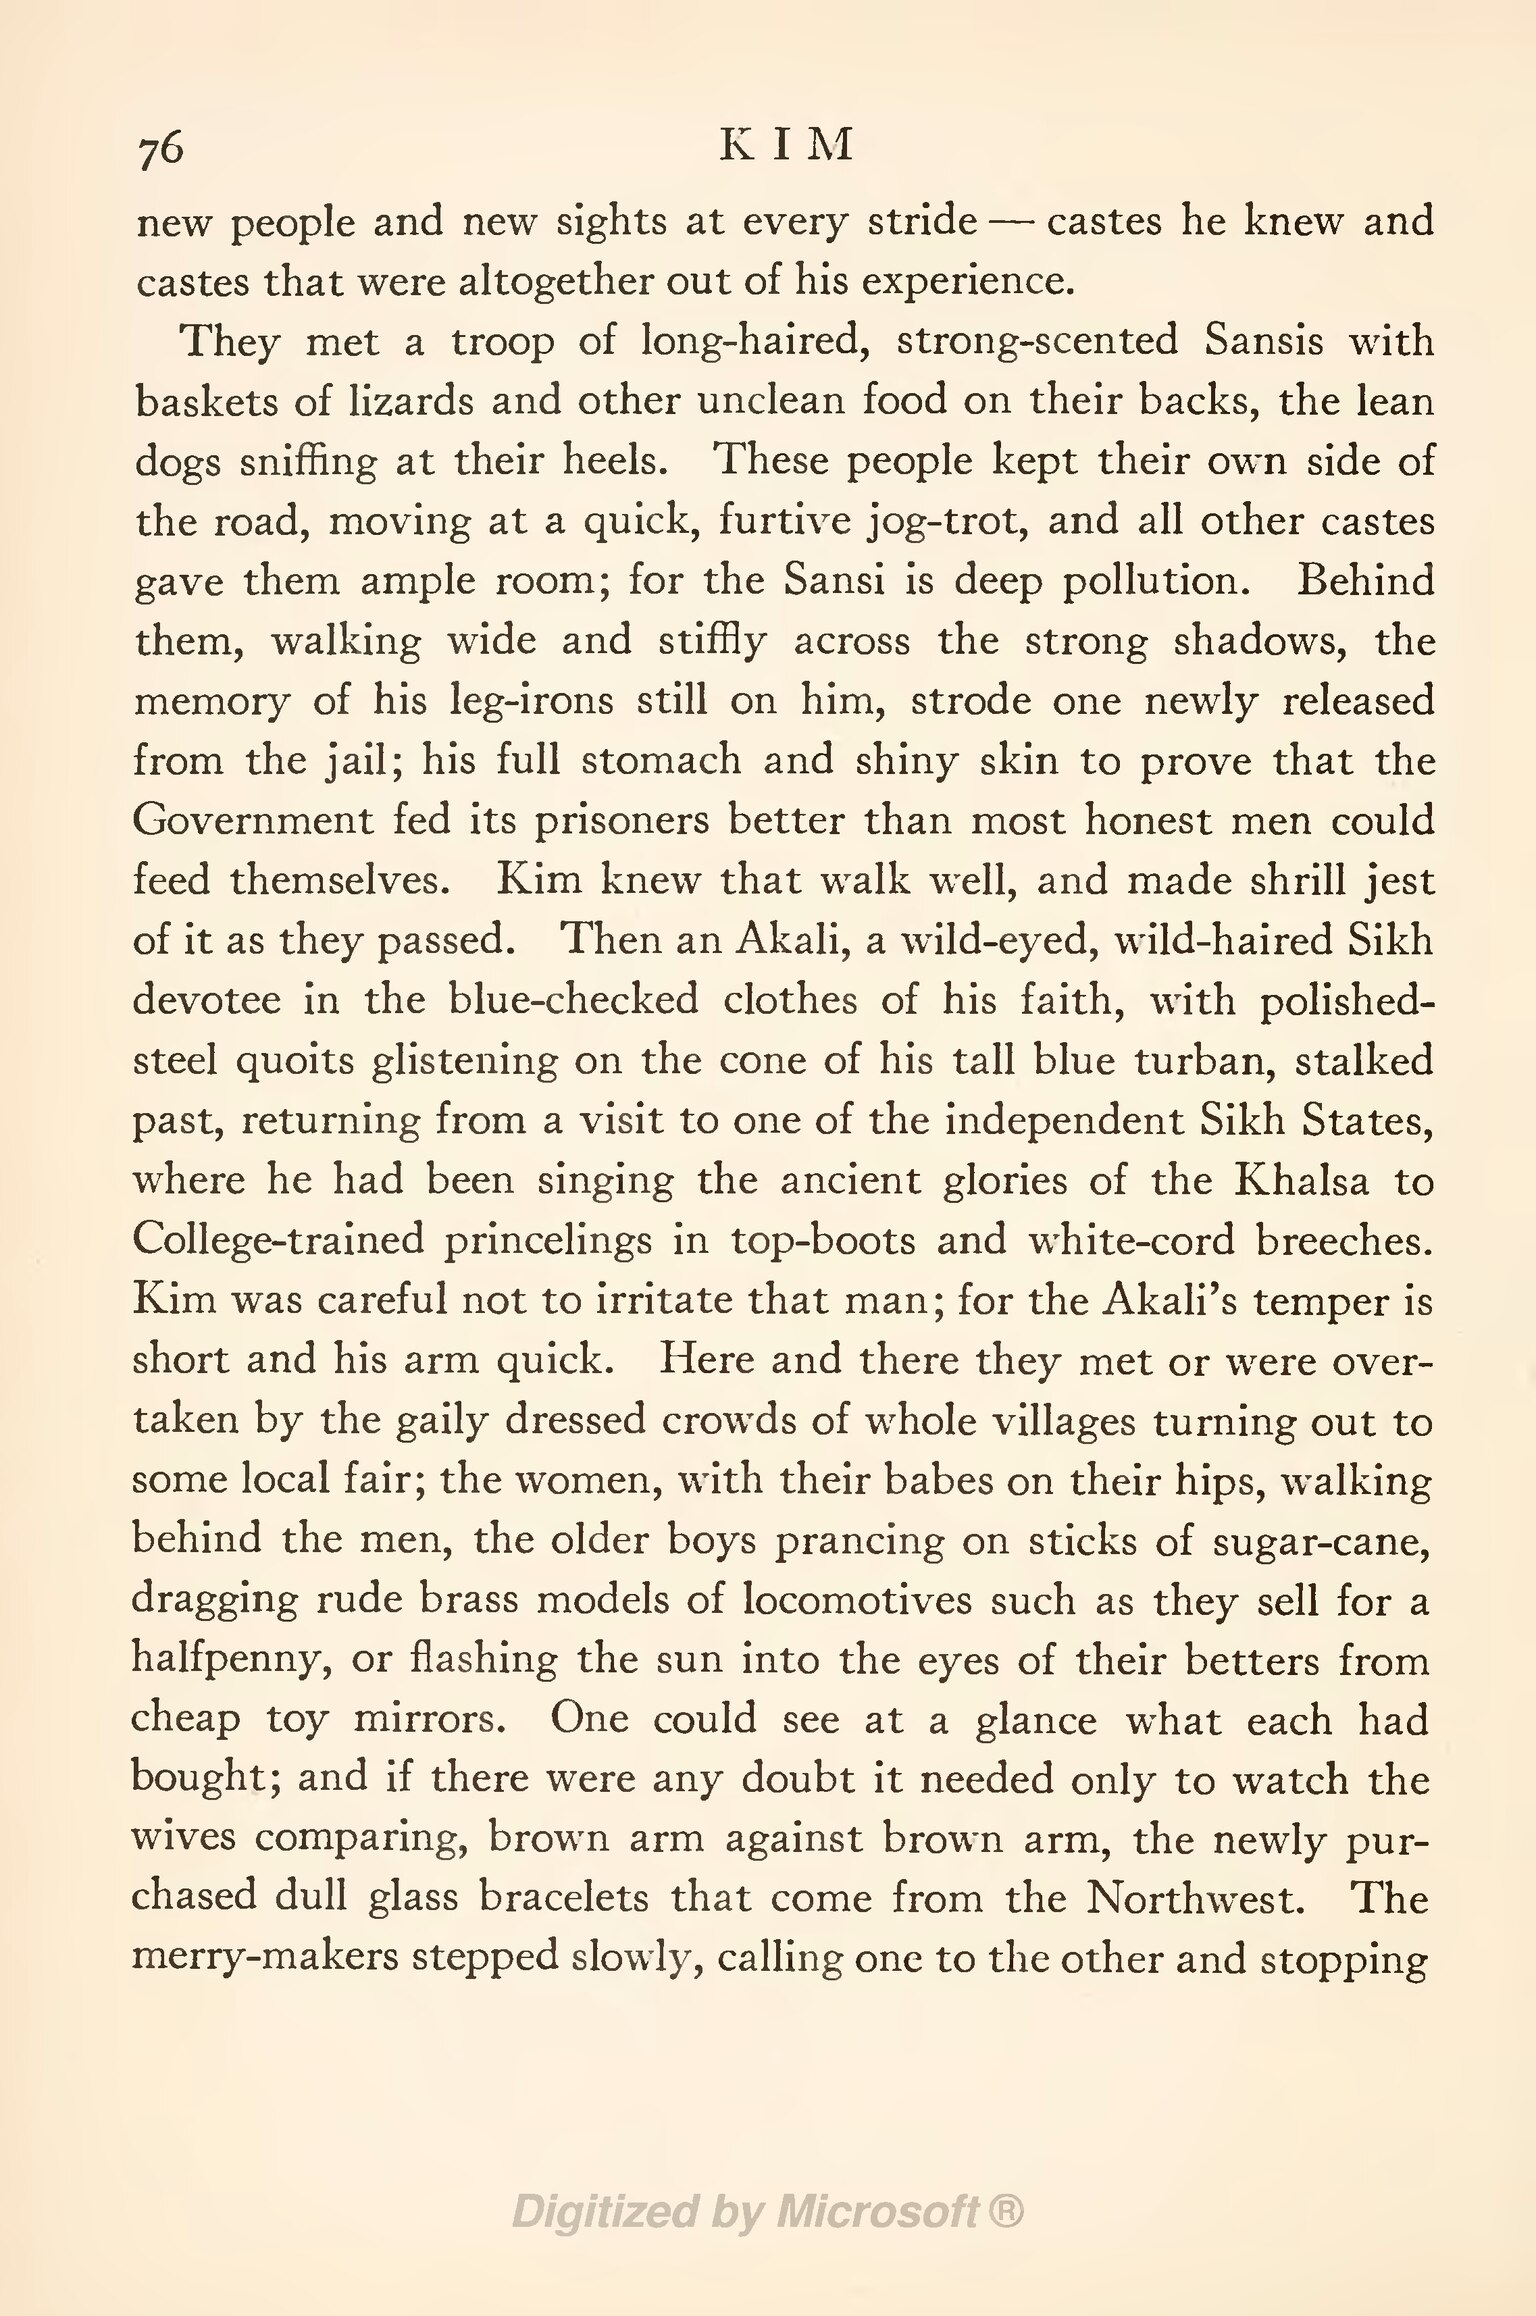 76
KIM
new people and new sights at every stride — castes he knew and
castes that were altogether out of his experience.
They met a troop of long-haired, strong-scented Sansis with
baskets of lizards and other unclean food on their backs, the lean
dogs sniffing at their heels. These people kept their own side of
the road, moving at a quick, furtive jog-trot, and all other castes
gave them ample room; for the Sansi is deep pollution. Behind
them, walking wide and stiffly across the strong shadows, the
memory of his leg-irons still on him, strode one newly released
from the jail; his full stomach and shiny skin to prove that the
Government fed its prisoners better than most honest men could
feed themselves. Kim knew that walk well, and made shrill jest
of it as they passed. Then an Akali, a wild-eyed, wild-haired Sikh
devotee in the blue-checked clothes of his faith, with polished-
steel quoits glistening on the cone of his tall blue turban, stalked
past, returning from a visit to one of the independent Sikh States,
where he had been singing the ancient glories of the Khalsa to
College-trained princelings in top-boots and white-cord breeches.
Kim was careful not to irritate that man; for the Akali's temper is
short and his arm quick. Here and there they met or were over-
taken by the gaily dressed crowds of whole villages turning out to
some local fair; the women, with their babes on their hips, walking
behind the men, the older boys prancing on sticks of sugar-cane,
dragging rude brass models of locomotives such as they sell for a
halfpenny, or flashing the sun into the eyes of their betters from
cheap toy mirrors. One could see at a glance what each had
bought; and if there were any doubt it needed only to watch the
wives comparing, brown arm against brown arm, the newly pur-
chased dull glass bracelets that come from the Northwest. The
merry-makers stepped slowly, calling one to the other and stopping
Digitized by Microsoft ®